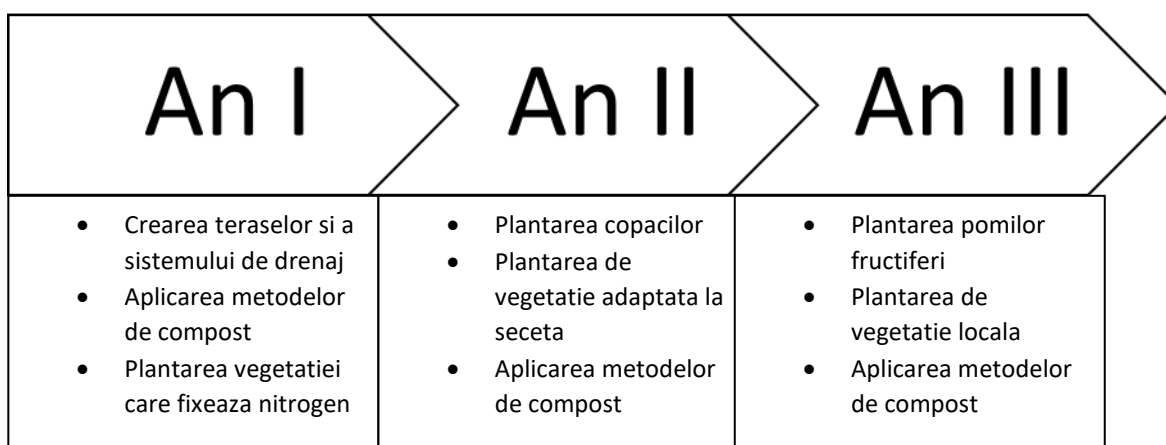 An I
An II
An III
• Crearea teraselor si a
sistemului de drenaj
• Aplicarea metodelor
de compost
• Plantarea vegetatiei
care fixeaza nitrogen
• Plantarea copacilor
• Plantarea de
vegetatie adaptata la
seceta
• Aplicarea metodelor
de compost
• Plantarea pomilor
fructiferi
• Plantarea de
vegetatie locala
• Aplicarea metodelor
de compost